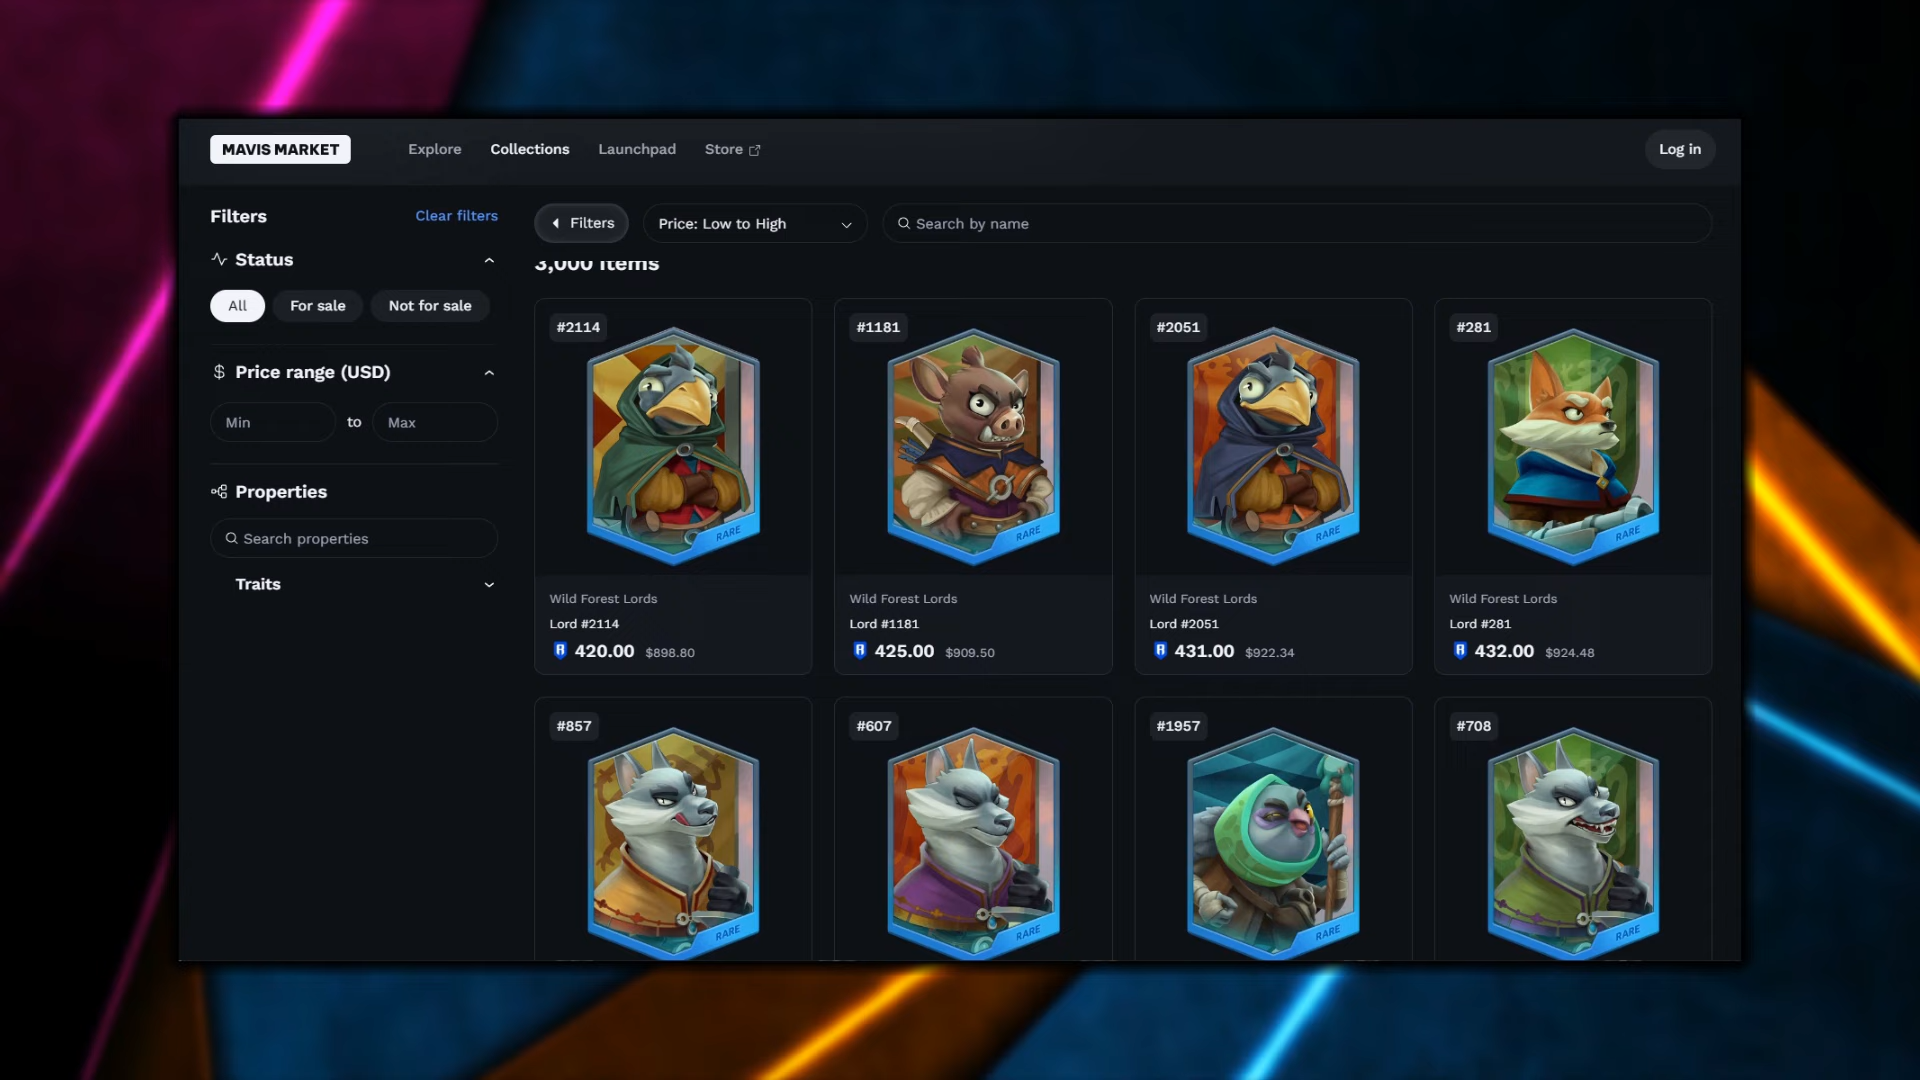 MAVIS MARKET Explore Collections Launchpad Store Log in
Filters Clear filters
Status
All For sale Not for sale
Price range (USD)
Min to Max
Properties
Search properties
Traits
Filters Price: Low to High Search by name
3,000 items
#2114 #1181 #2051 #281
RARE RARE RARE RARE
Wild Forest Lords Wild Forest Lords Wild Forest Lords Wild Forest Lords
Lord #2114 Lord #1181 Lord #2051 Lord #281
420.00 $898.80 425.00 $909.50 431.00 $922.34 432.00 $924.48
#857 #607 #1957 #708
RARE RARE RARE RARE